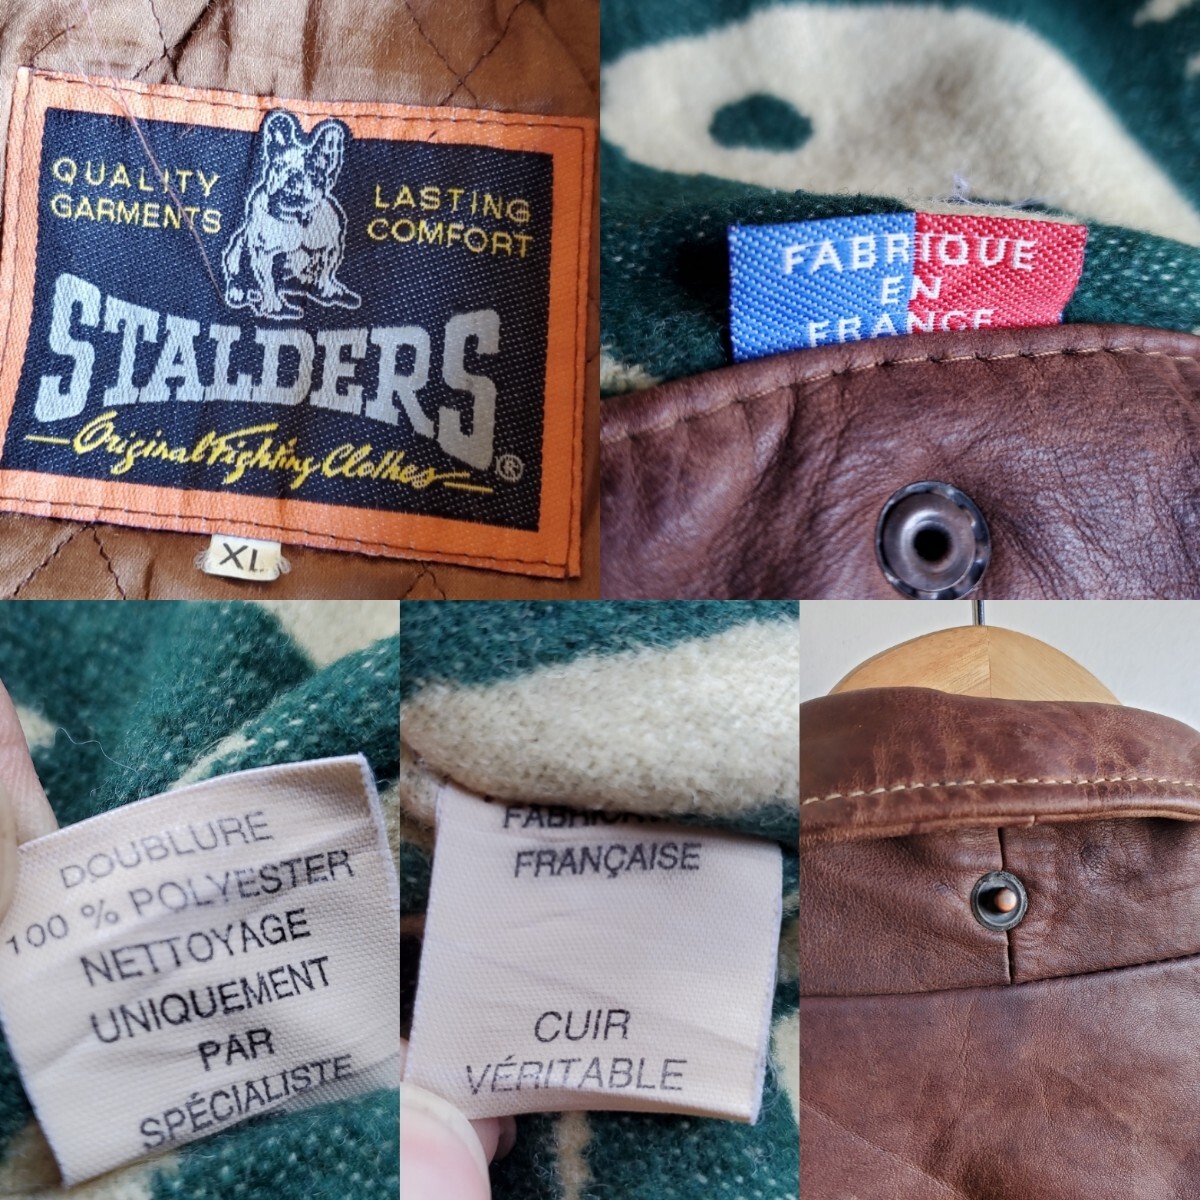 QUALITY
GARMENTS
LASTING
COMFORT
STALDERS
Original Fighting Clothes
®
XL
FABRIQUE
EN
FRANCE
DOUBLURE
100 % POLYESTER
NETTOYAGE
UNIQUEMENT
PAR
SPÉCIALISTE
FRANÇAISE
CUIR
VÉRITABLE